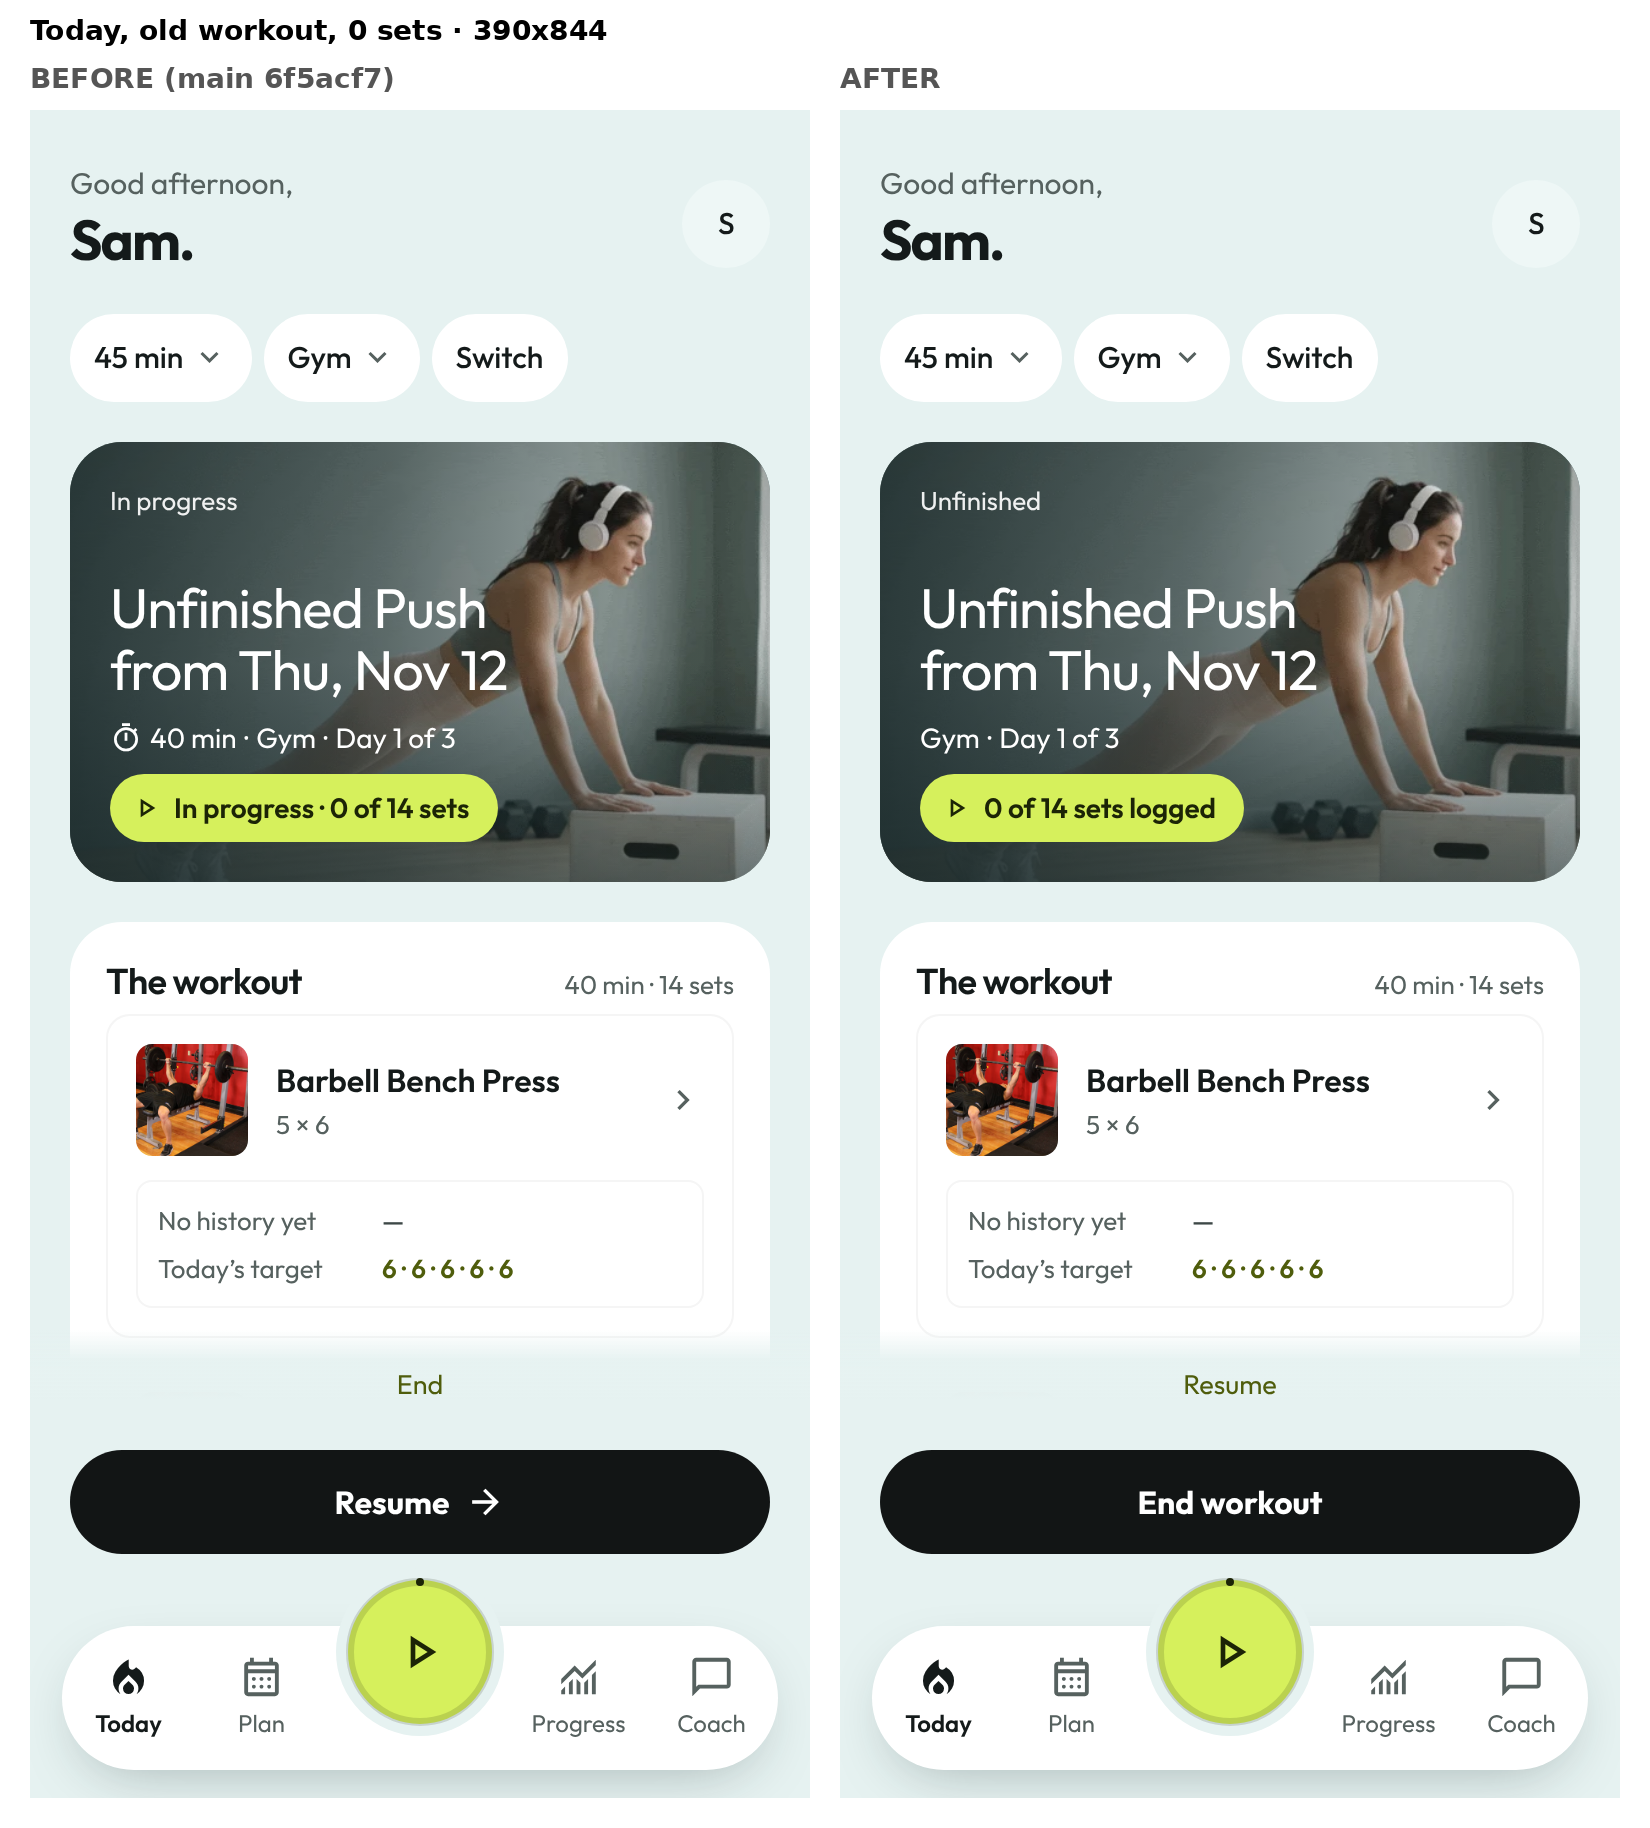 Today, old workout, 0 sets · 390x844
BEFORE (main 6f5acf7)
Good afternoon,
Sam.
S
45 min
Gym
Switch
In progress
Unfinished Push
from Thu, Nov 12
40 min · Gym · Day 1 of 3
In progress · 0 of 14 sets
The workout
40 min · 14 sets
Barbell Bench Press
5 × 6
No history yet —
Today’s target 6·6·6·6·6
End
Resume
Today
Plan
Progress
Coach
AFTER
Good afternoon,
Sam.
S
45 min
Gym
Switch
Unfinished
Unfinished Push
from Thu, Nov 12
Gym · Day 1 of 3
0 of 14 sets logged
The workout
40 min · 14 sets
Barbell Bench Press
5 × 6
No history yet —
Today’s target 6·6·6·6·6
Resume
End workout
Today
Plan
Progress
Coach